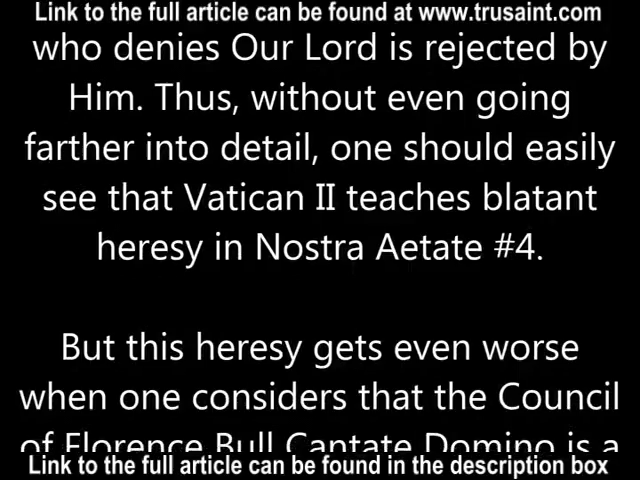 Link to the full article can be found at www.trusaint.com
who denies Our Lord is rejected by
Him. Thus, without even going
farther into detail, one should easily
see that Vatican II teaches blatant
heresy in Nostra Aetate #4.
But this heresy gets even worse
when one considers that the Council
of Florence Bull Cantate Domino is a
Link to the full article can be found in the description box